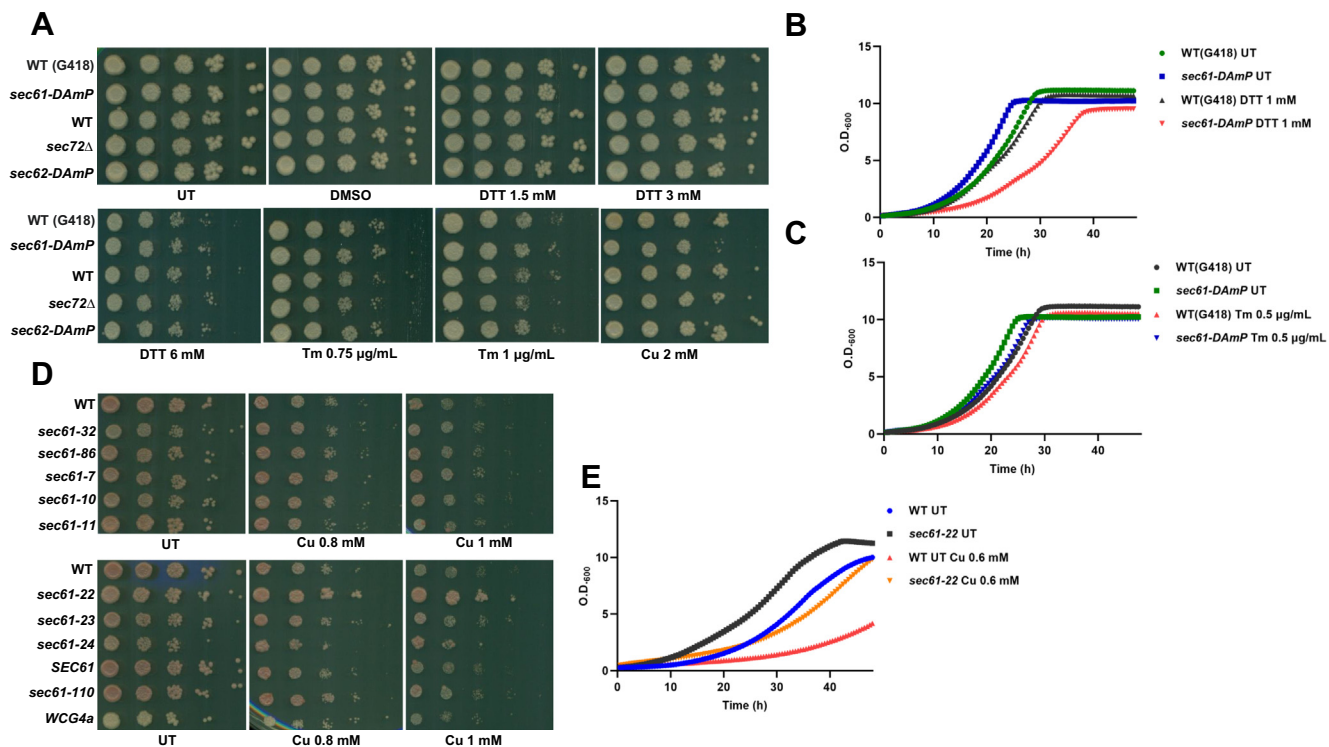 A
WT (G418)
sec61-DAmP
WT
sec72Δ
sec62-DAmP
UT
DMSO
DTT 1.5 mM
DTT 3 mM
WT (G418)
sec61-DAmP
WT
sec72Δ
sec62-DAmP
DTT 6 mM
Tm 0.75 µg/mL
Tm 1 µg/mL
Cu 2 mM
B
15
10
5
0
O.D-600
0
10
20
30
40
Time (h)
WT(G418) UT
sec61-DAmP UT
WT(G418) DTT 1 mM
sec61-DAmP DTT 1 mM
C
15
10
5
0
O.D-600
0
10
20
30
40
Time (h)
WT(G418) UT
sec61-DAmP UT
WT(G418) Tm 0.5 µg/mL
sec61-DAmP Tm 0.5 µg/mL
D
WT
sec61-32
sec61-86
sec61-7
sec61-10
sec61-11
UT
Cu 0.8 mM
Cu 1 mM
WT
sec61-22
sec61-23
sec61-24
SEC61
sec61-110
WCG4a
UT
Cu 0.8 mM
Cu 1 mM
E
15
10
5
0
O.D-600
0
10
20
30
40
Time (h)
WT UT
sec61-22 UT
WT UT Cu 0.6 mM
sec61-22 Cu 0.6 mM